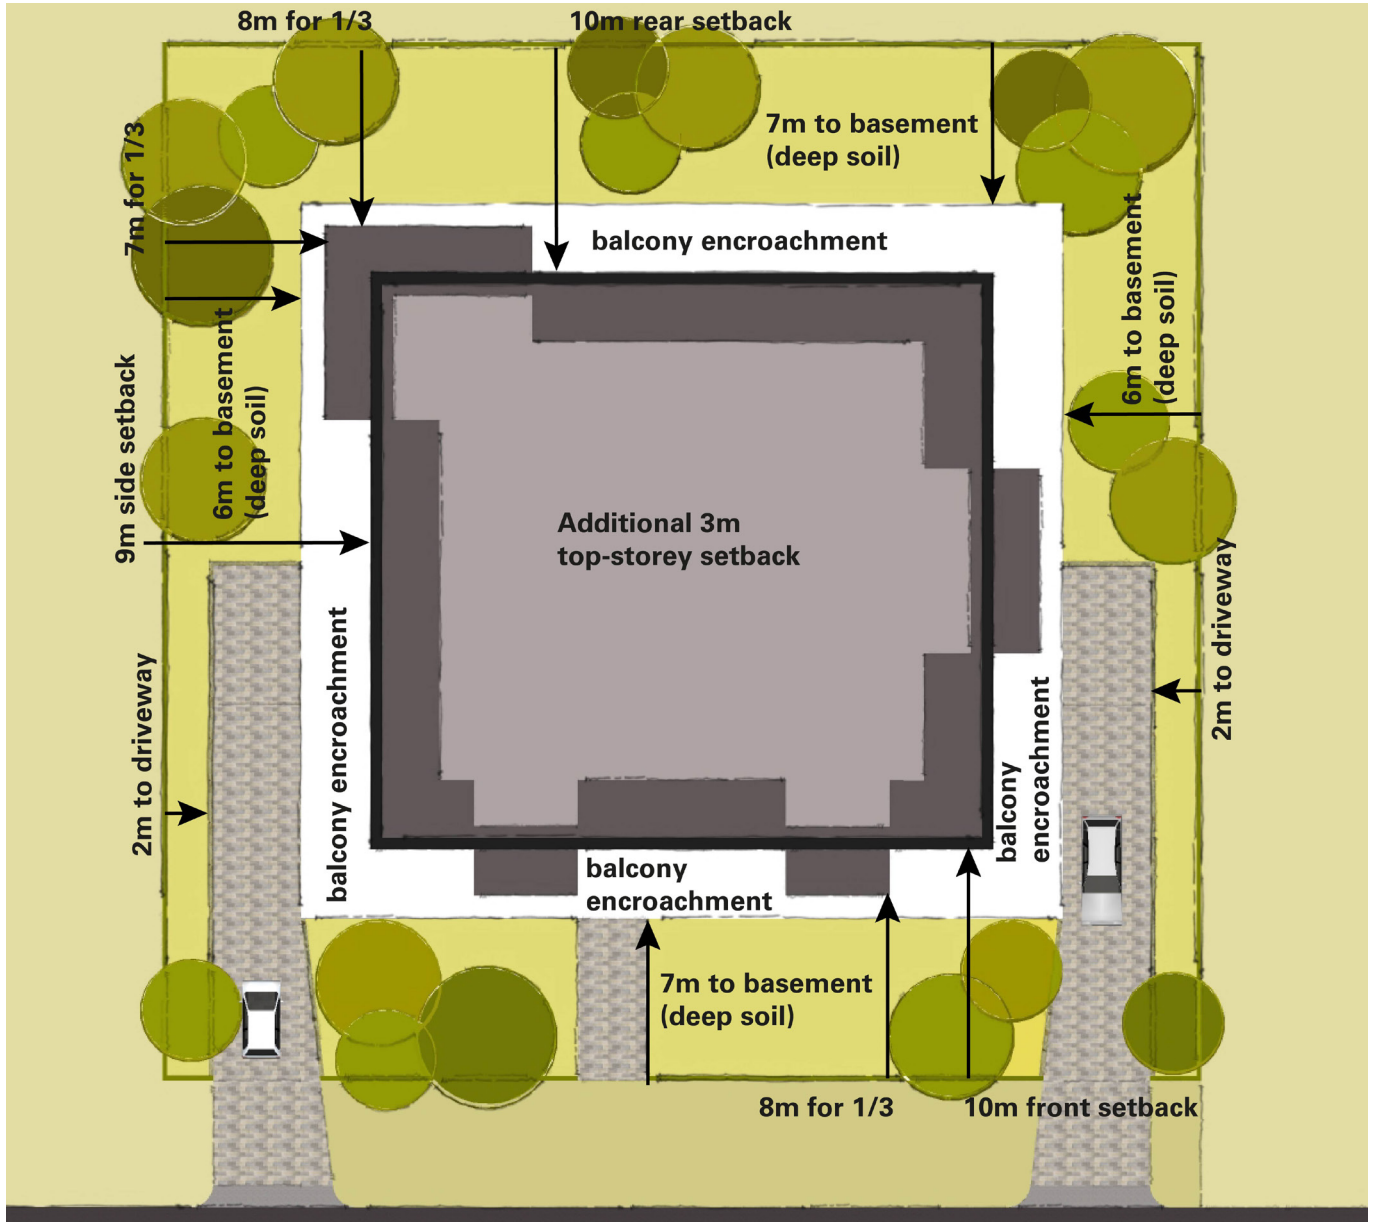 8m for 1/3
10m rear setback
7m to basement
(deep soil)
7m for 1/3
balcony encroachment
6m to basement
(deep soil)
6m to basement
(deep soil)
9m side setback
Additional 3m
top-storey setback
2m to driveway
balcony encroachment
2m to driveway
balcony
encroachment
balcony
encroachment
7m to basement
(deep soil)
8m for 1/3
10m front setback